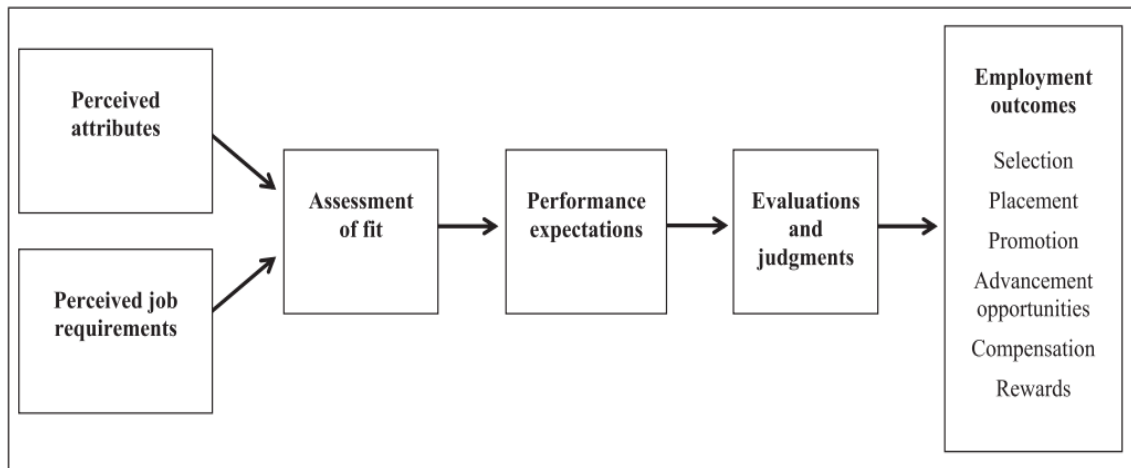 Perceived
attributes
Perceived job
requirements
Assessment
of fit
Performance
expectations
Evaluations
and
judgments
Employment
outcomes
Selection
Placement
Promotion
Advancement
opportunities
Compensation
Rewards